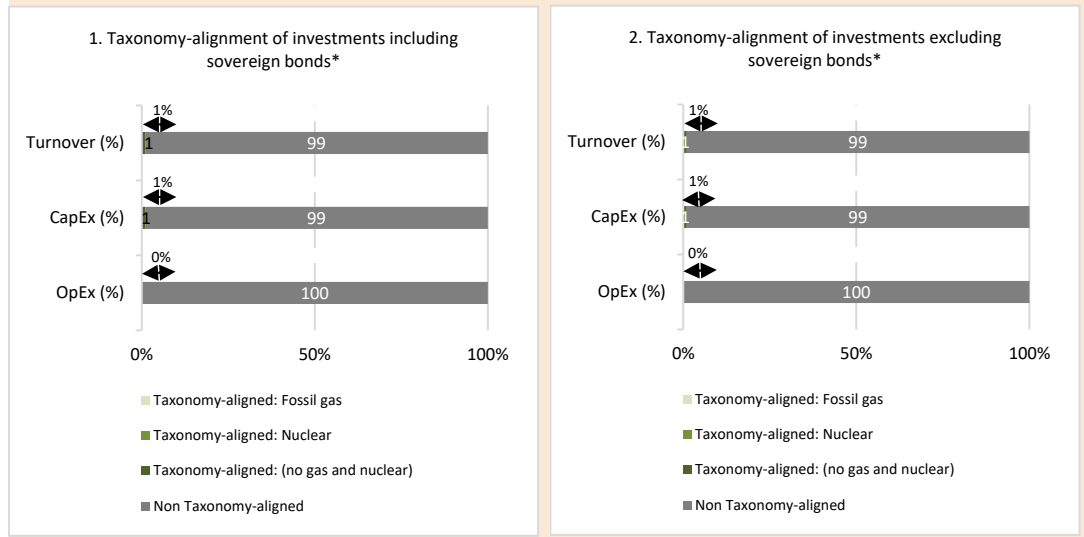 1. Taxonomy-alignment of investments including
sovereign bonds*
1%
Turnover (%)
1
99
1%
CapEx (%)
1
99
0%
OpEx (%)
100
0%
50%
100%
Taxonomy-aligned: Fossil gas
Taxonomy-aligned: Nuclear
Taxonomy-aligned: (no gas and nuclear)
Non Taxonomy-aligned
2. Taxonomy-alignment of investments excluding
sovereign bonds*
1%
Turnover (%)
1
99
1%
CapEx (%)
1
99
0%
OpEx (%)
100
0%
50%
100%
Taxonomy-aligned: Fossil gas
Taxonomy-aligned: Nuclear
Taxonomy-aligned: (no gas and nuclear)
Non Taxonomy-aligned